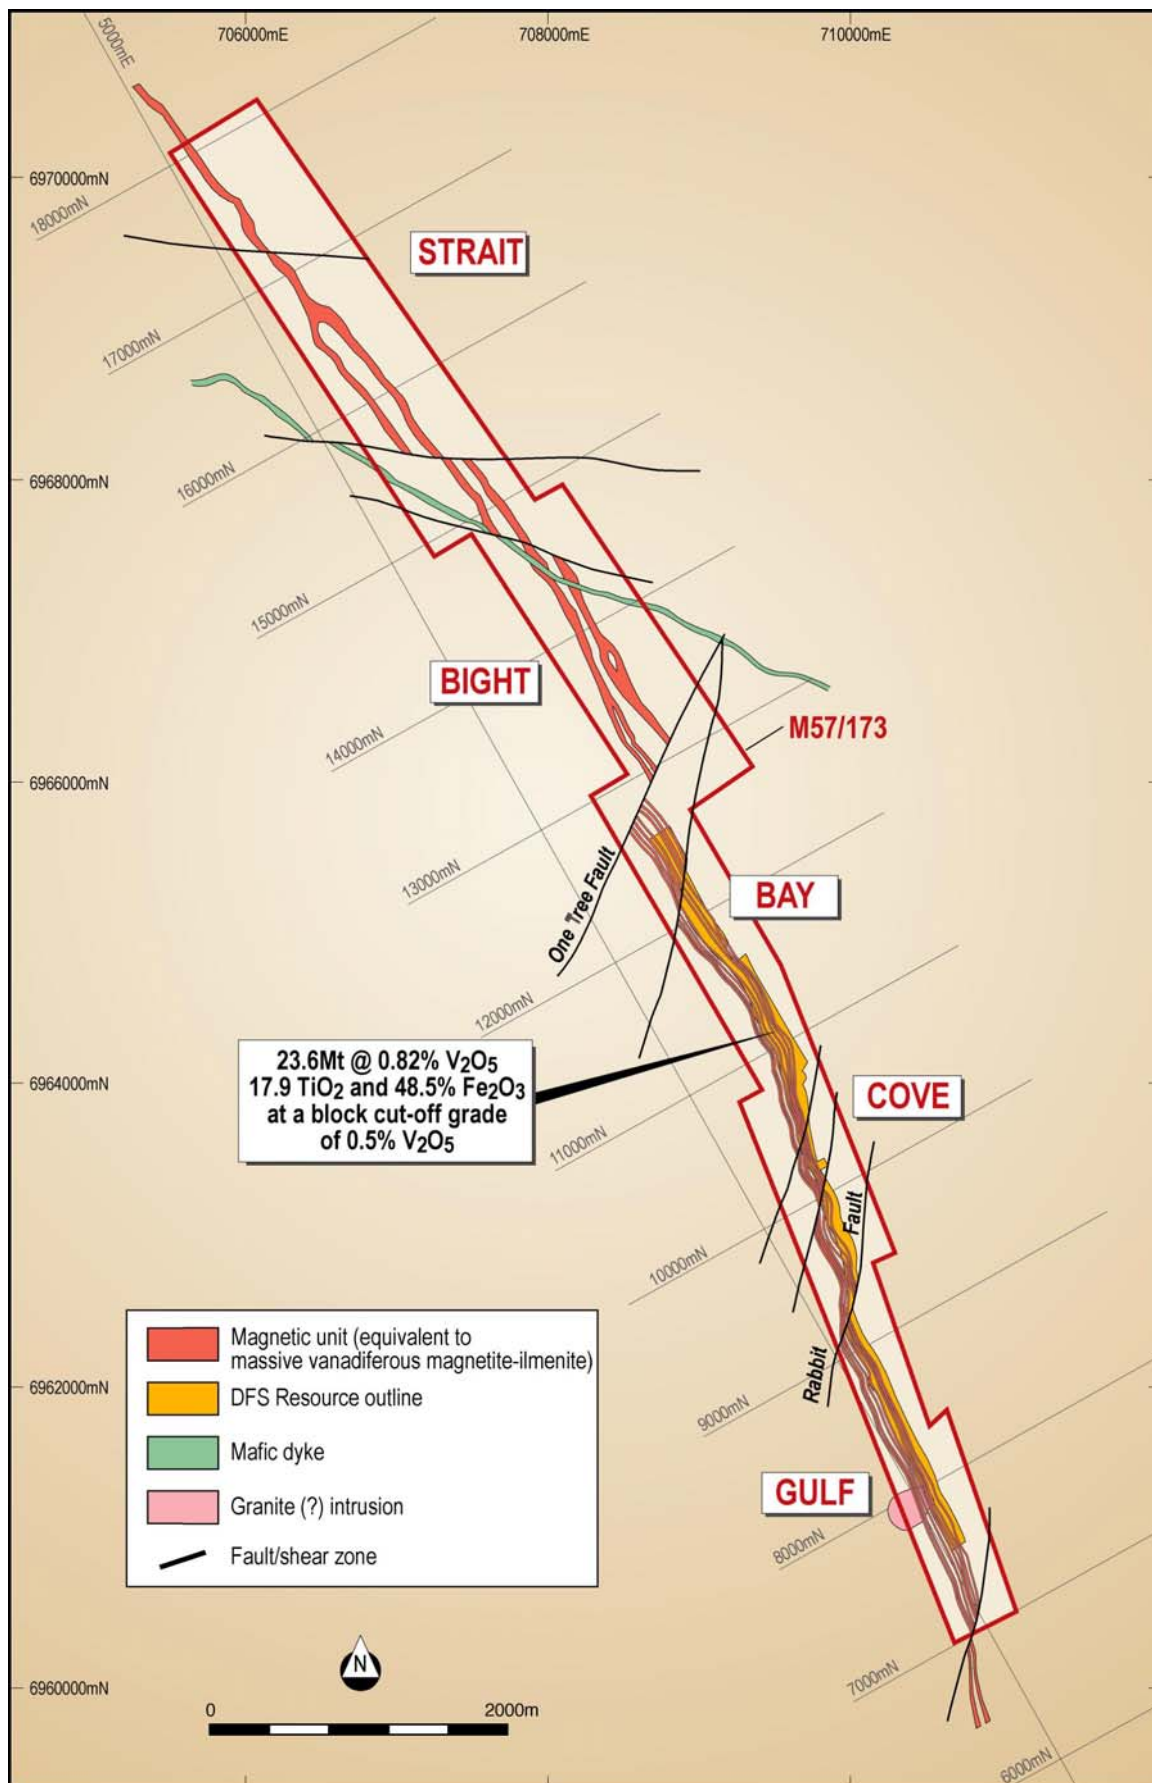 5000mE
706000mE
708000mE
710000mE
6970000mN
18000mN
STRAIT
17000mN
6968000mN
16000mN
15000mN
BIGHT
14000mN
M57/173
6966000mN
13000mN
One Tree Fault
BAY
12000mN
23.6Mt @ 0.82% V₂O₅
17.9 TiO₂ and 48.5% Fe₂O₃
at a block cut-off grade
of 0.5% V₂O₅
6964000mN
COVE
11000mN
Rabbit Fault
10000mN
Magnetic unit (equivalent to
massive vanadiferous magnetite-ilmenite)
DFS Resource outline
Mafic dyke
Granite (?) intrusion
Fault/shear zone
6962000mN
9000mN
GULF
8000mN
7000mN
N
6960000mN
0
2000m
6000mN